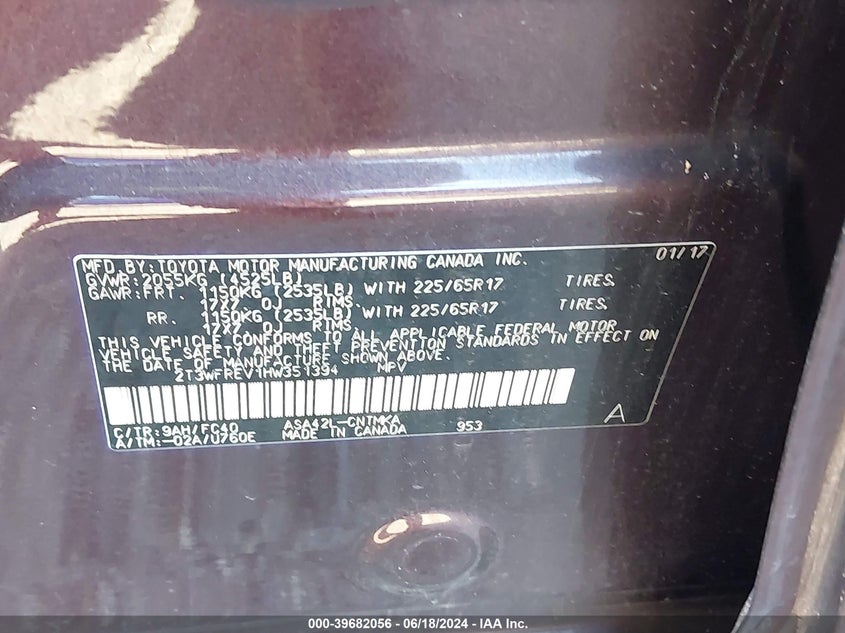 MFD. BY: TOYOTA MOTOR MANUFACTURING CANADA INC. 01/17
GVWR: 2055KG (4525LB)
GAWR: FRT. 1150KG (2535LB) WITH 225/65R17 TIRES.
17X7 0J RIMS.
RR. 1150KG (2535LB) WITH 225/65R17 TIRES,
17X7 0J RIMS.
THIS VEHICLE CONFORMS TO ALL APPLICABLE FEDERAL MOTOR
VEHICLE SAFETY AND THEFT PREVENTION STANDARDS IN EFFECT ON
THE DATE OF MANUFACTURE SHOWN ABOVE.
2T3WFREV1HW351394 MPV
A
C/TR: 9AH/FC40 ASA42L-CNTMKA 953
A/TM: -02A/U760E MADE IN CANADA
000-39682056 - 06/18/2024 - IAA Inc.